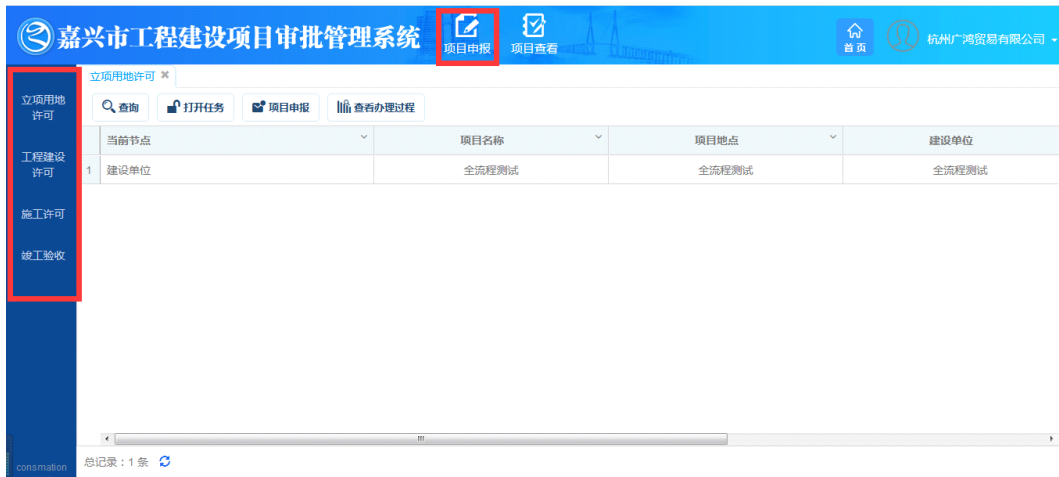 嘉兴市工程建设项目审批管理系统
项目申报
项目查看
首页
杭州广鸿贸易有限公司
立项用地许可
立项用地
许可
工程建设
许可
施工许可
竣工验收
查询
打开任务
项目申报
查看办理过程
当前节点
项目名称
项目地点
建设单位
1
建设单位
全流程测试
全流程测试
全流程测试
consmation
总记录：1 条